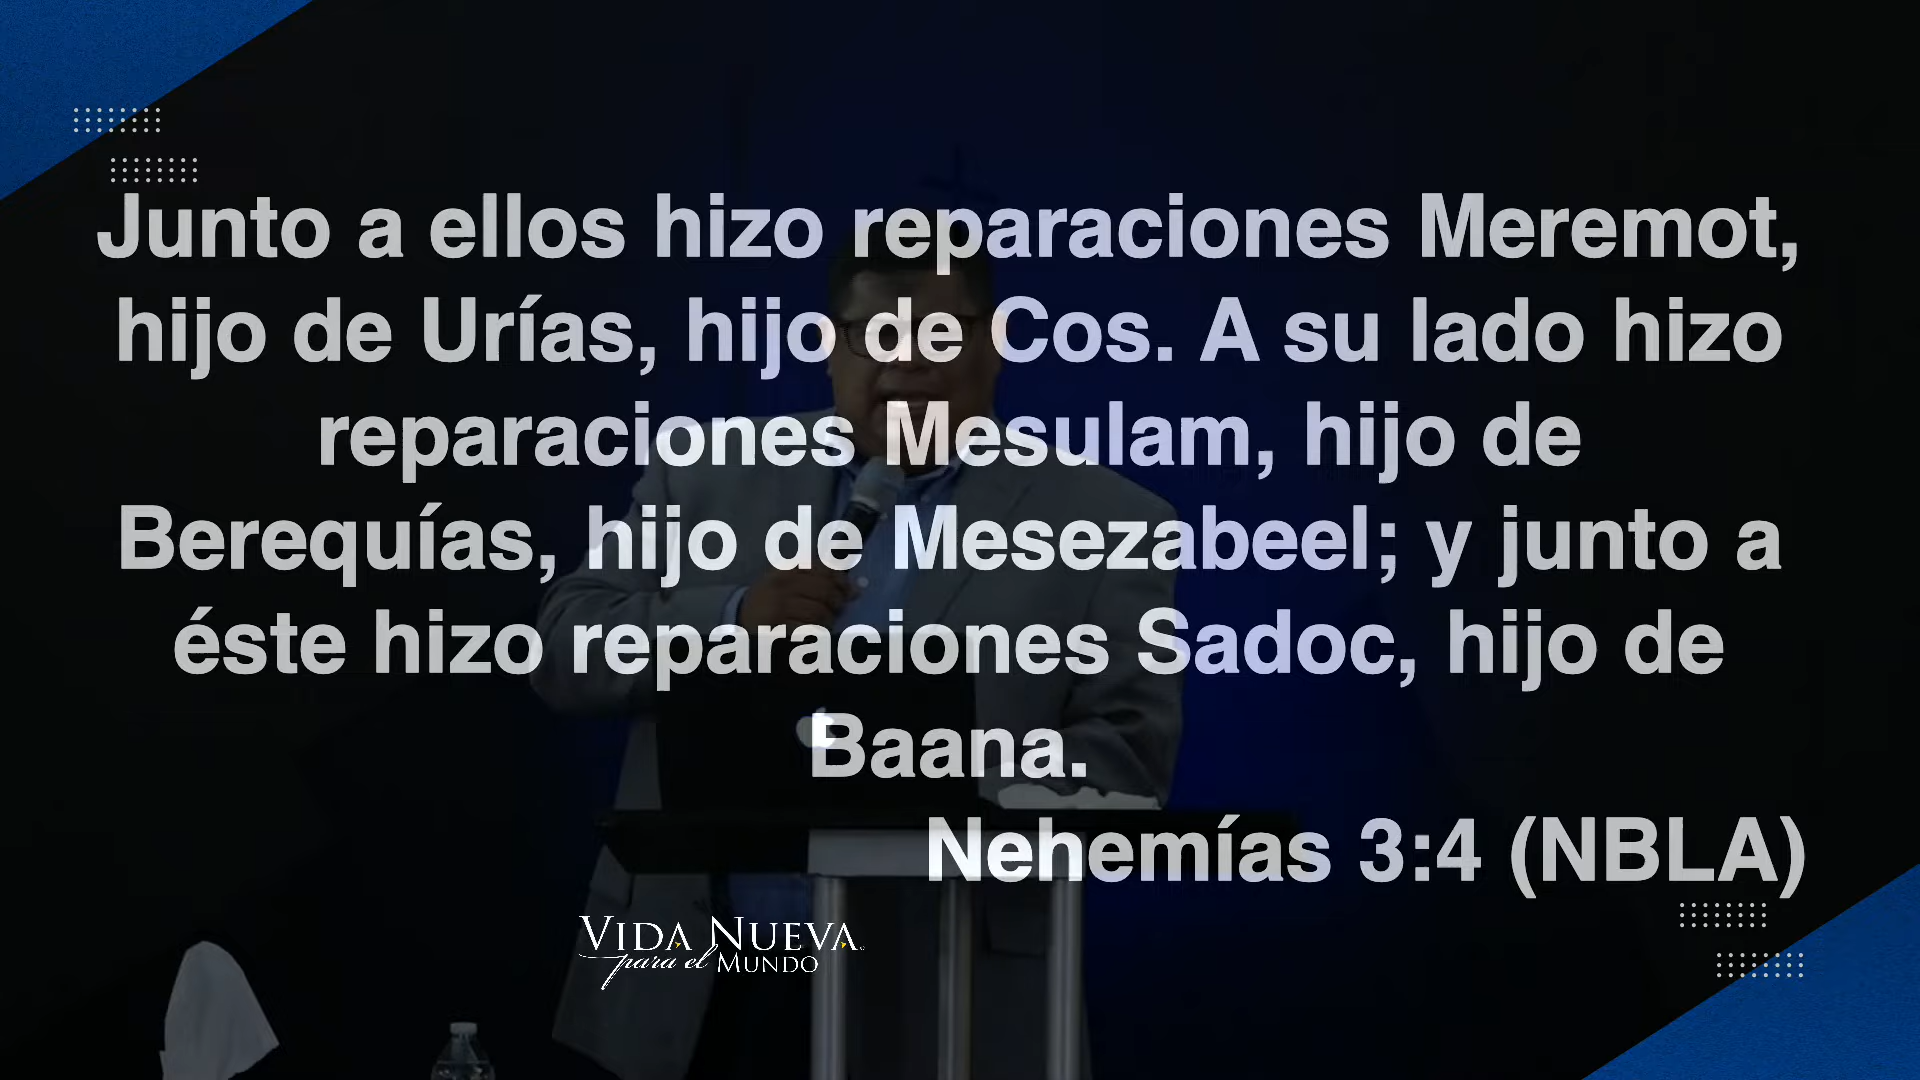 Junto a ellos hizo reparaciones Meremot,
hijo de Urías, hijo de Cos. A su lado hizo
reparaciones Mesulam, hijo de
Berequías, hijo de Mesezabeel; y junto a
éste hizo reparaciones Sadoc, hijo de
Baana.
Nehemías 3:4 (NBLA)
VIDA NUEVA
para el MUNDO